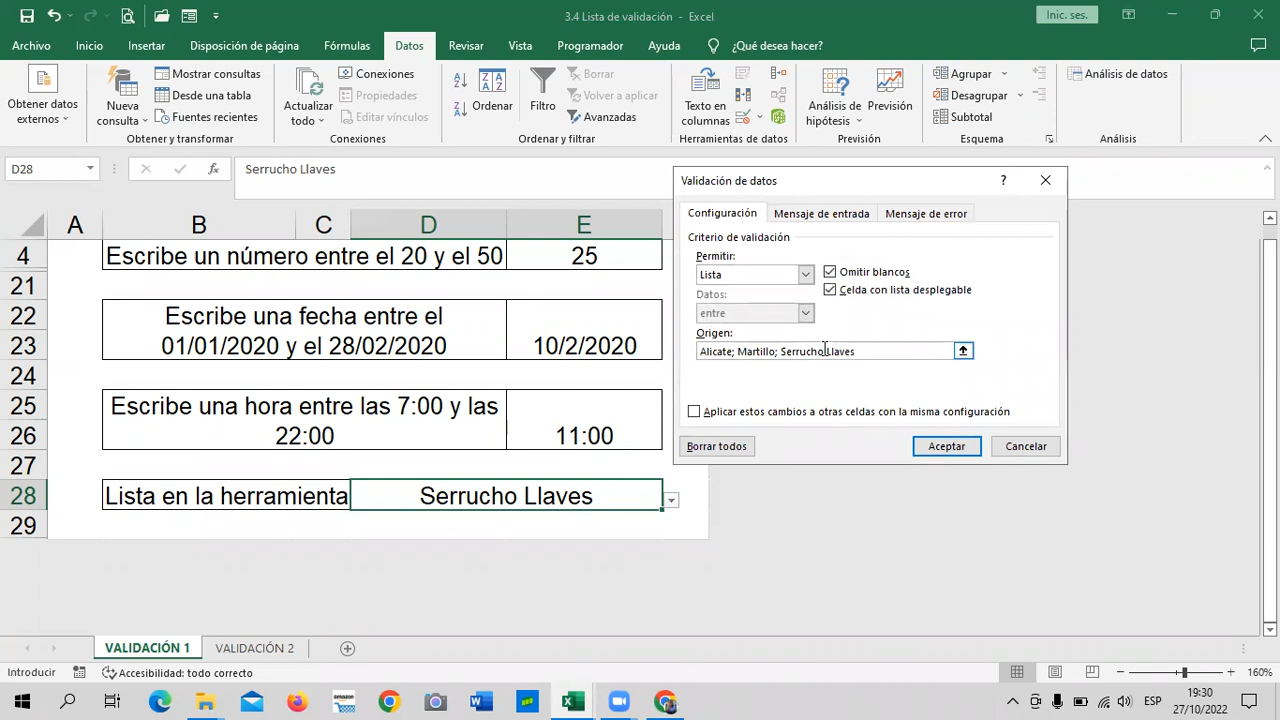 3.4 Lista de validación - Excel
Inic. ses.
Archivo Inicio Insertar Disposición de página Fórmulas Datos Revisar Vista Programador Ayuda ¿Qué desea hacer?
Obtener datos externos
Nueva consulta
Mostrar consultas
Desde una tabla
Fuentes recientes
Obtener y transformar
Actualizar todo
Conexiones
Propiedades
Editar vínculos
Conexiones
Ordenar
Filtro
Borrar
Volver a aplicar
Avanzadas
Ordenar y filtrar
Texto en columnas
Herramientas de datos
Análisis de hipótesis
Previsión
Previsión
Agrupar
Desagrupar
Subtotal
Esquema
Análisis de datos
Análisis
D28
fx
Serrucho Llaves
A B C D E
4 Escribe un número entre el 20 y el 50 25
21
22 Escribe una fecha entre el
23 01/01/2020 y el 28/02/2020 10/2/2020
25 Escribe una hora entre las 7:00 y las
26 22:00 11:00
27
28 Lista en la herramienta Serrucho Llaves
29
Validación de datos
?
Configuración Mensaje de entrada Mensaje de error
Criterio de validación
Permitir:
Lista
Omitir blancos
Datos:
Celda con lista desplegable
entre
Origen:
Alicate; Martillo; Serrucho Llaves
Aplicar estos cambios a otras celdas con la misma configuración
Borrar todos Aceptar Cancelar
VALIDACIÓN 1 VALIDACIÓN 2
Introducir Accesibilidad: todo correcto 160%
ESP
19:30
27/10/2022